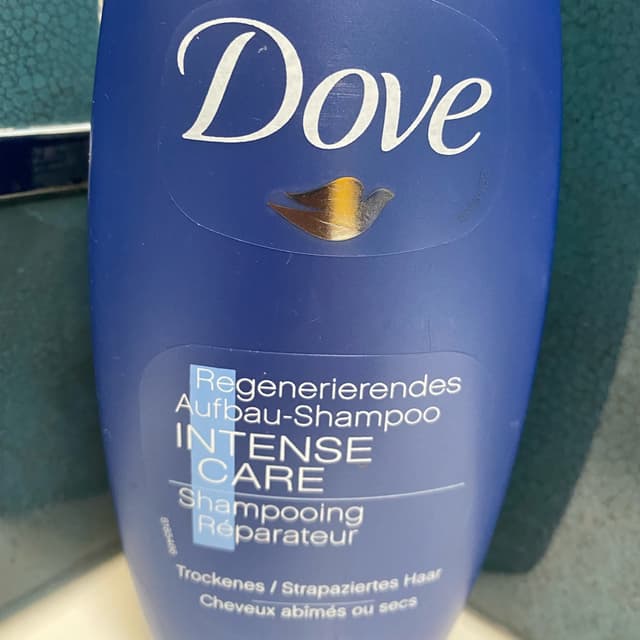 Dove
Regenerierendes
Aufbau-Shampoo
INTENSE
CARE
Shampooing
Réparateur
Trockenes / Strapaziertes Haar
Cheveux abîmés ou secs